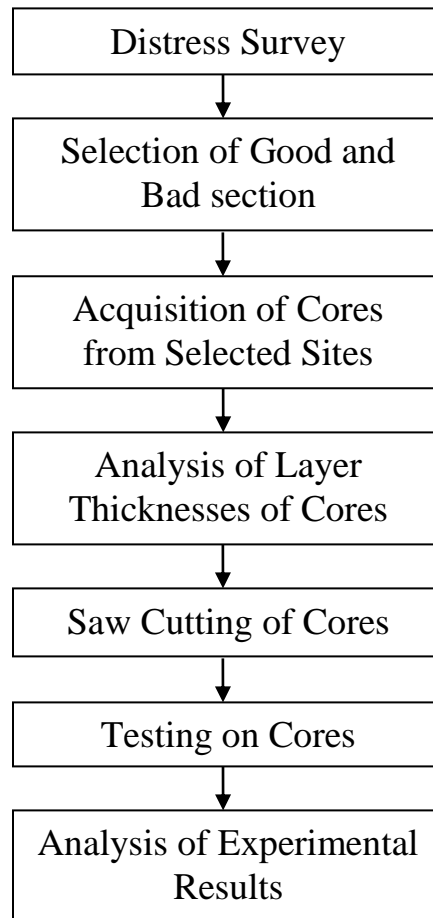 Distress Survey
Selection of Good and
Bad section
Acquisition of Cores
from Selected Sites
Analysis of Layer
Thicknesses of Cores
Saw Cutting of Cores
Testing on Cores
Analysis of Experimental
Results